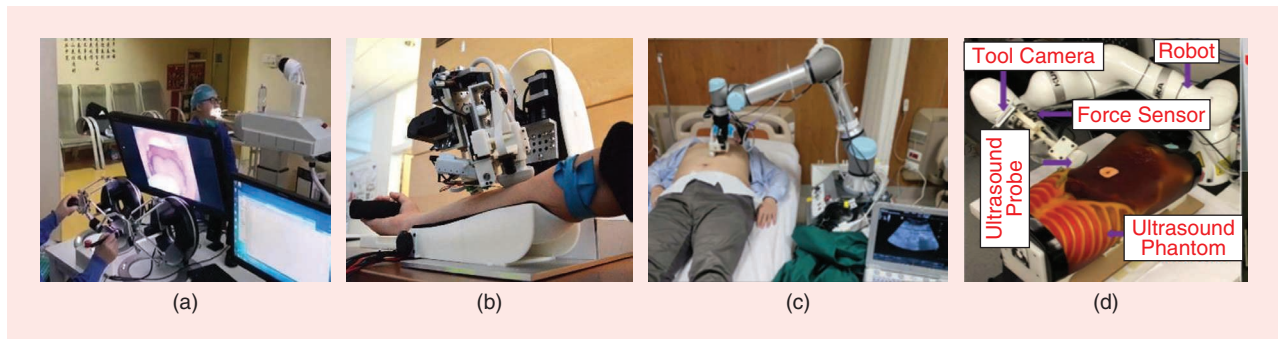 Tool Camera
Robot
Force Sensor
Ultrasound
Probe
Ultrasound
Phantom
(a)
(b)
(c)
(d)